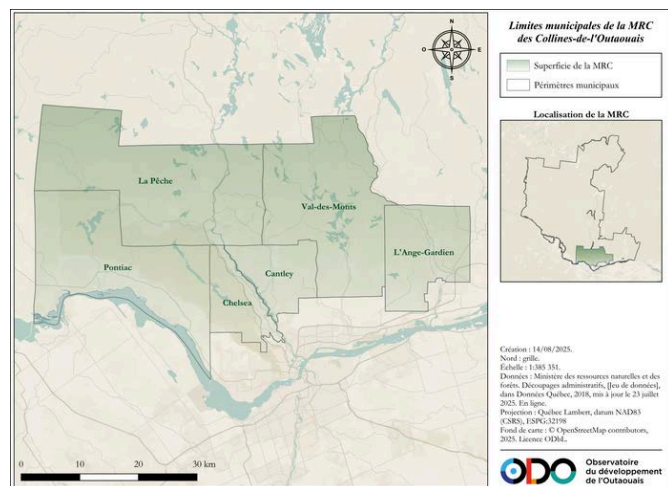 Limites municipales de la MRC
des Collines-de-l'Outaouais
Superficie de la MRC
Périmètres municipaux
Localisation de la MRC
N
O
E
S
La Pêche
Val-des-Monts
L'Ange-Gardien
Pontiac
Cantley
Chelsea
0
10
20
30 km
Création : 14/08/2025.
Nord : grille.
Échelle : 1:385 351.
Données : Ministère des ressources naturelles et des
forêts. Découpages administratifs, [Jeu de données],
dans Données Québec, 2018, mis à jour le 23 juillet
2025. En ligne.
Projection : Québec Lambert, datum NAD83
(CSRS), ESPG:32198
Fond de carte : © OpenStreetMap contributors,
2025. Licence ODbL.
ODO
Observatoire
du développement
de l'Outaouais